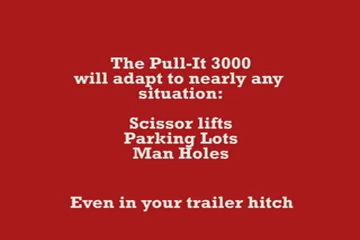 The Pull-It 3000
will adapt to nearly any
situation:
Scissor lifts
Parking Lots
Man Holes
Even in your trailer hitch